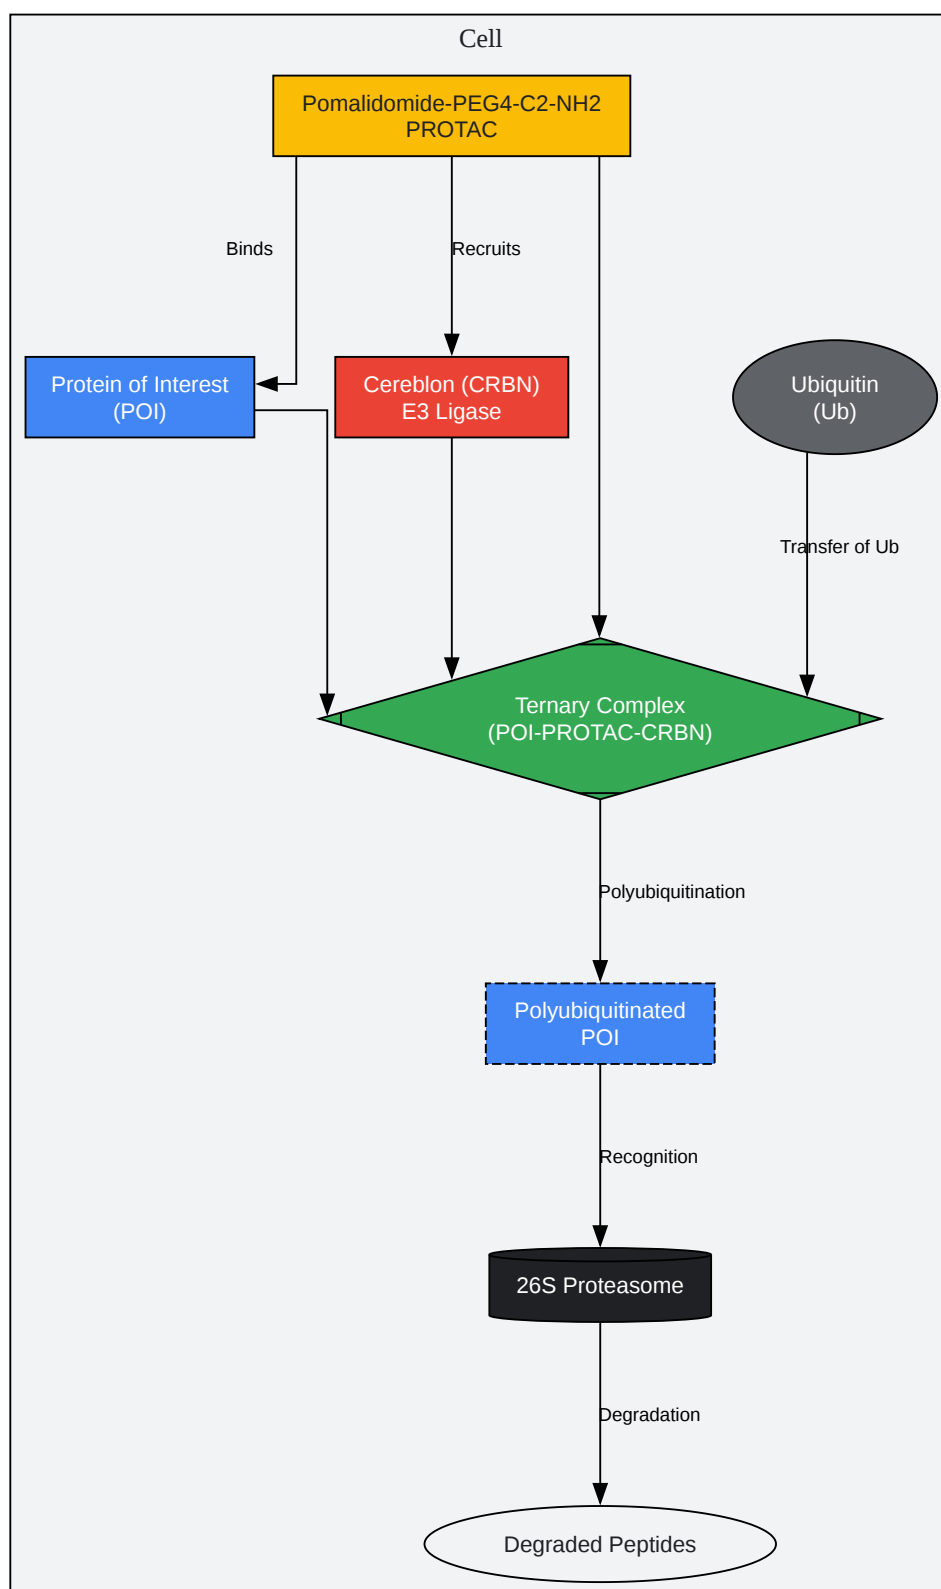 Cell
Pomalidomide-PEG4-C2-NH2
PROTAC
Binds
Recruits
Protein of Interest
(POI)
Cereblon (CRBN)
E3 Ligase
Ubiquitin
(Ub)
Transfer of Ub
Ternary Complex
(POI-PROTAC-CRBN)
Polyubiquitination
Polyubiquitinated
POI
Recognition
26S Proteasome
Degradation
Degraded Peptides